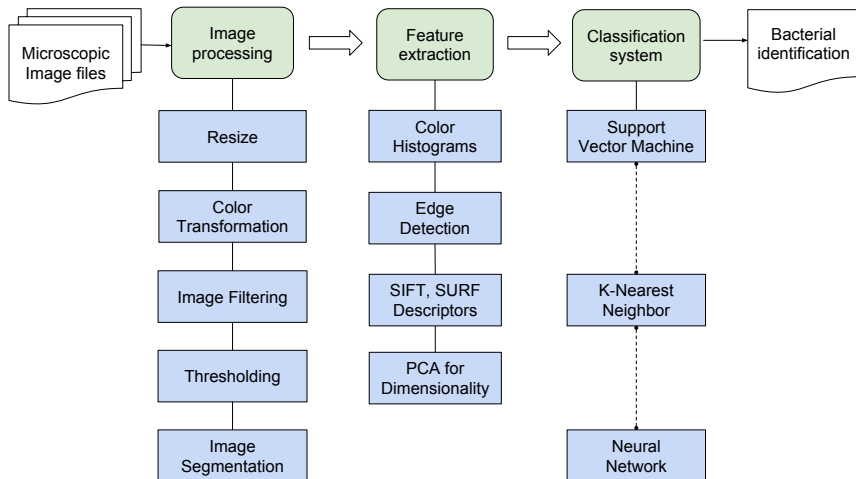 Microscopic
Image files
Image
processing
Feature
extraction
Classification
system
Bacterial
identification
Resize
Color
Transformation
Image Filtering
Thresholding
Image
Segmentation
Color
Histograms
Edge
Detection
SIFT, SURF
Descriptors
PCA for
Dimensionality
Support
Vector Machine
K-Nearest
Neighbor
Neural
Network